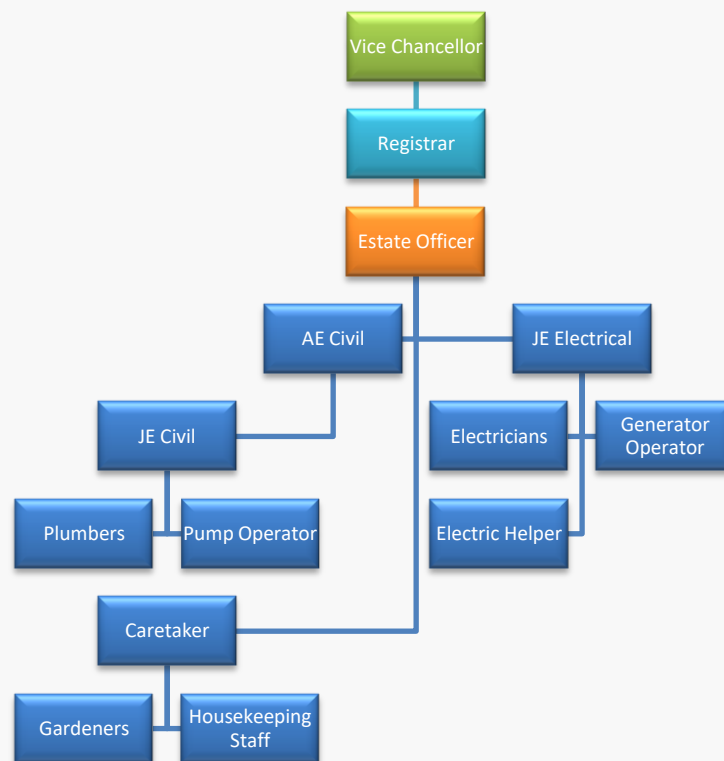 Vice Chancellor
Registrar
Estate Officer
AE Civil
JE Electrical
JE Civil
Electricians
Generator
Operator
Plumbers
Pump Operator
Electric Helper
Caretaker
Gardeners
Housekeeping
Staff